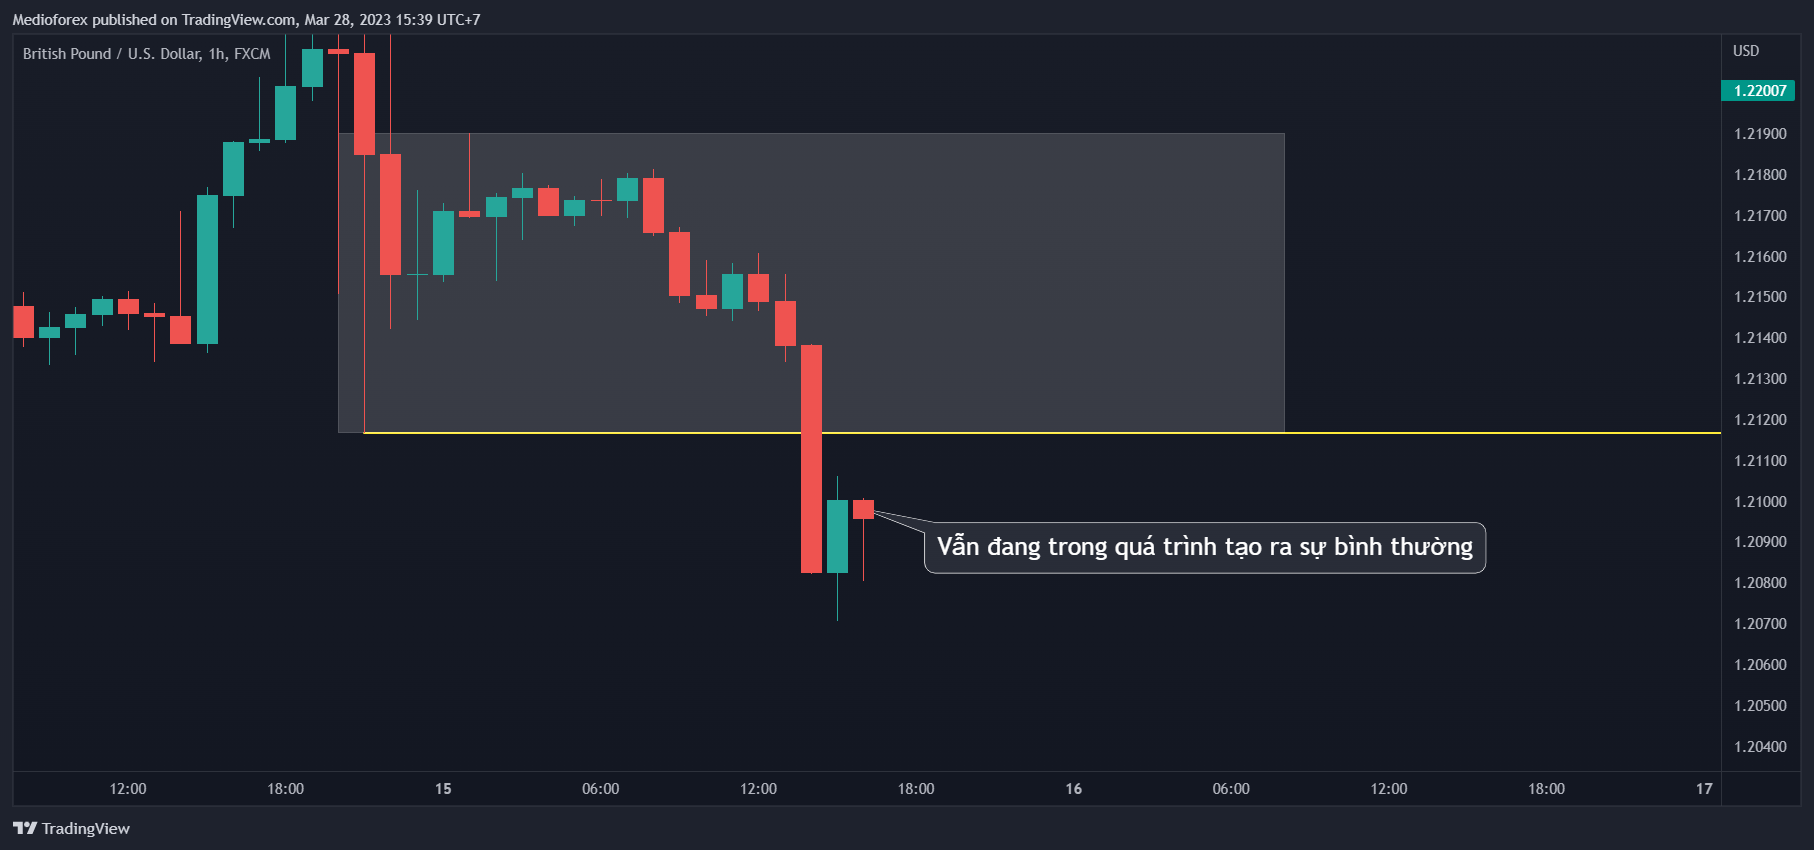 Medioforex published on TradingView.com, Mar 28, 2023 15:39 UTC+7
British Pound / U.S. Dollar, 1h, FXCM
USD
1.22007
1.21900
1.21800
1.21700
1.21600
1.21500
1.21400
1.21300
1.21200
1.21100
1.21000
1.20900
1.20800
1.20700
1.20600
1.20500
1.20400
Vẫn đang trong quá trình tạo ra sự bình thường
12:00 18:00 15 06:00 12:00 18:00 16 06:00 12:00 18:00 17
TradingView